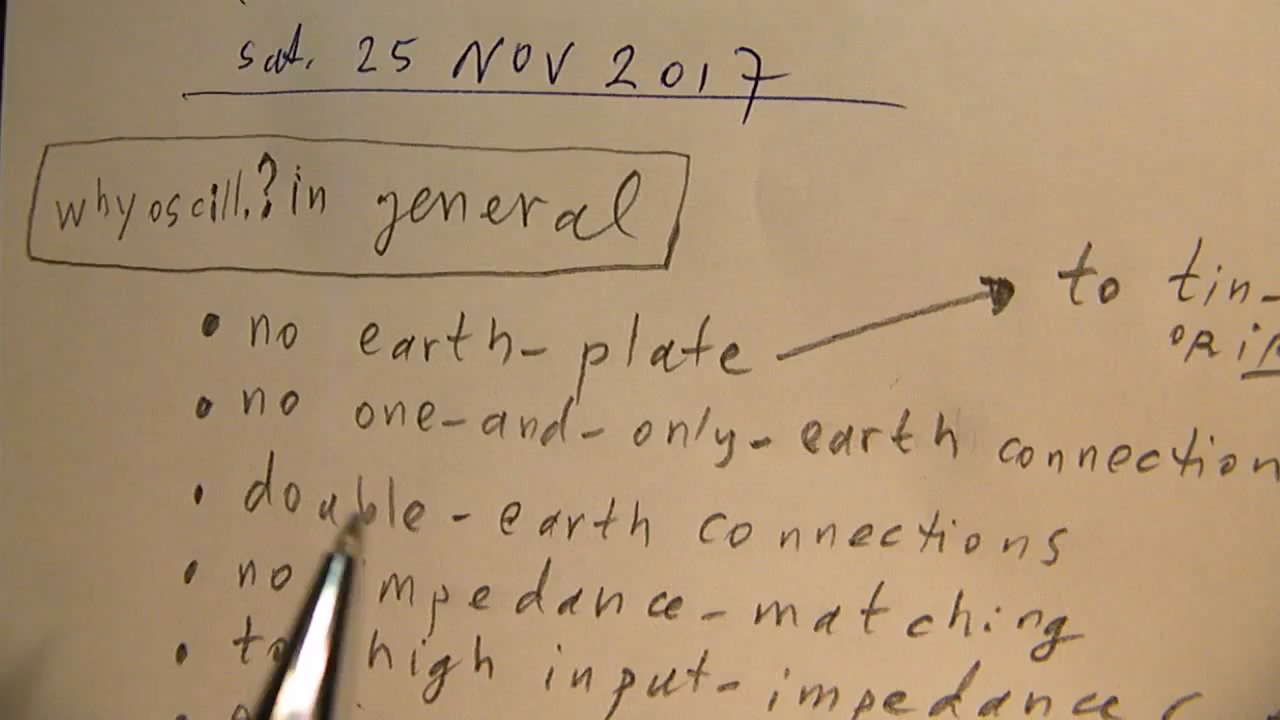 sat. 25 NOV 2017
why oscill.? in general
• no earth-plate → to tin-
• no one-and-only-earth connection
• double-earth connections
• no impedance-matching
• to high input-impedance (